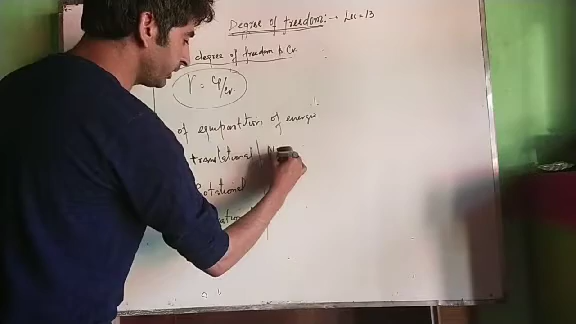 Degree of freedom:- Lec=13
degree of freedom & Cv.
γ = Cp/Cv
of equipartition of energy
translational
Rotational